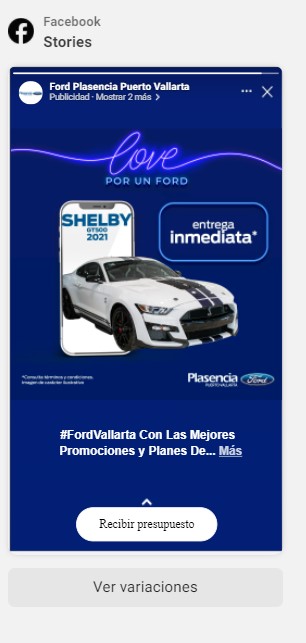 Facebook
Stories
Ford Plasencia Puerto Vallarta
Publicidad · Mostrar 2 más
love
POR UN FORD
SHELBY
GT500
2021
entrega
inmediata*
*Consulte términos y condiciones.
Imagen de carácter ilustrativo
Plasencia
PUERTO VALLARTA
Ford
#FordVallarta Con Las Mejores
Promociones y Planes De... Más
Recibir presupuesto
Ver variaciones